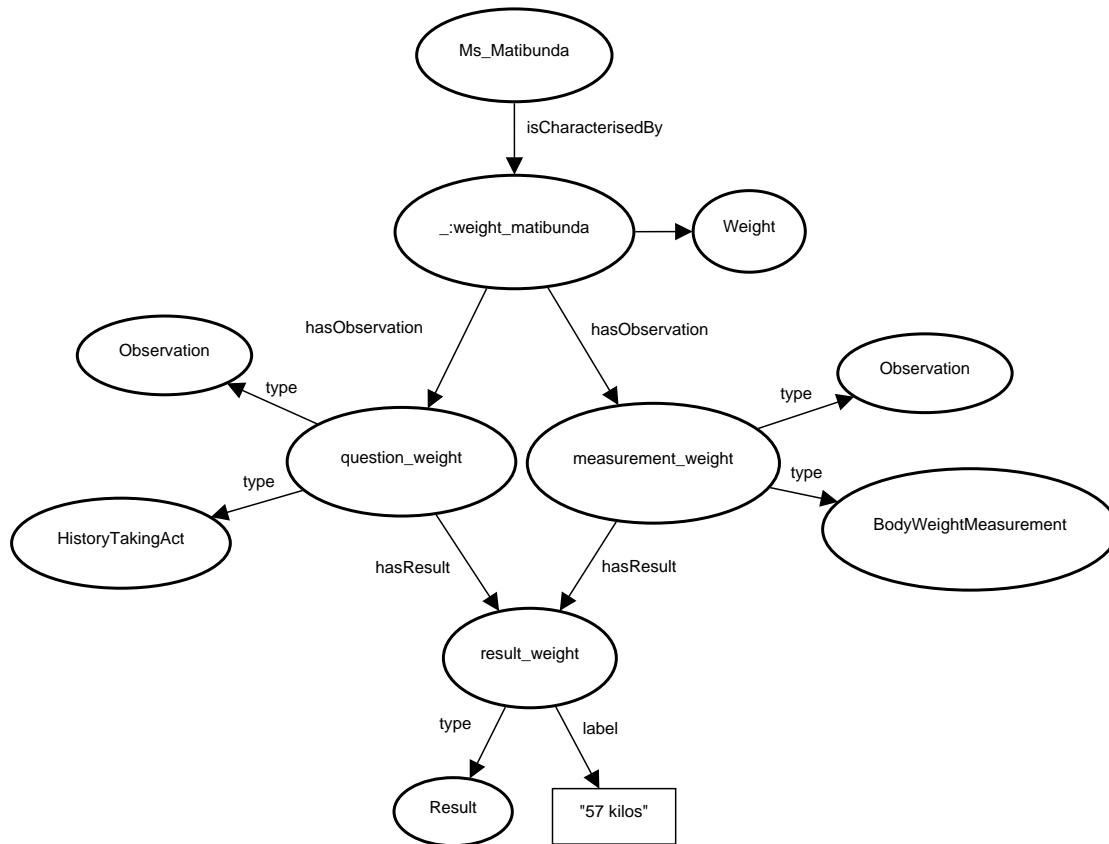 Ms_Matibunda
isCharacterisedBy
_:weight_matibunda
Weight
hasObservation
hasObservation
Observation
Observation
type
type
question_weight
measurement_weight
type
type
HistoryTakingAct
BodyWeightMeasurement
hasResult
hasResult
result_weight
type
label
Result
"57 kilos"